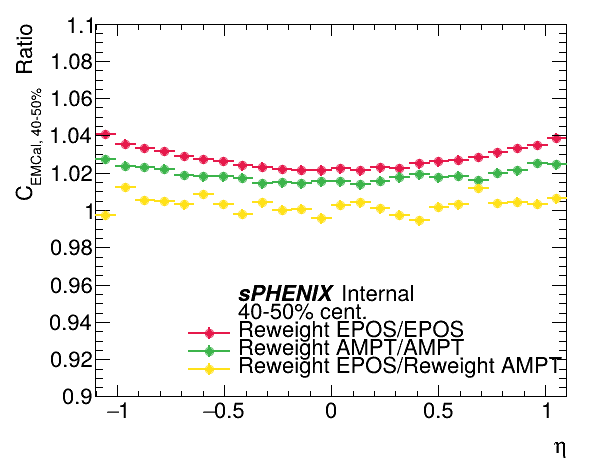 C_EMCal, 40-50% Ratio
1.1
1.08
1.06
1.04
1.02
1
0.98
0.96
0.94
0.92
0.9
sPHENIX Internal
40-50% cent.
Reweight EPOS/EPOS
Reweight AMPT/AMPT
Reweight EPOS/Reweight AMPT
−1 −0.5 0 0.5 1
η